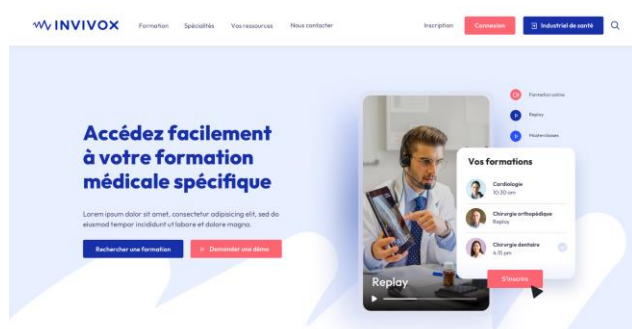 INVIVOX
Formation Spécialités Vos ressources Nous contacter
Inscription Connexion Industriel de santé
Accédez facilement
à votre formation
médicale spécifique
Lorem ipsum dolor sit amet, consectetur adipiscing elit, sed do
eiusmod tempor incididunt ut labore et dolore magna.
Rechercher une formation Demander une démo
Formation online
Replay
Masterclasses
Vos formations
Cardiologie
10:30 am
Chirurgie orthopédique
Replay
Chirurgie dentaire
4:15 pm
S'inscrire
Replay